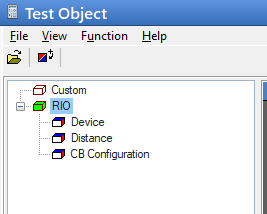 Test Object
File View Function Help
Custom
RIO
Device
Distance
CB Configuration